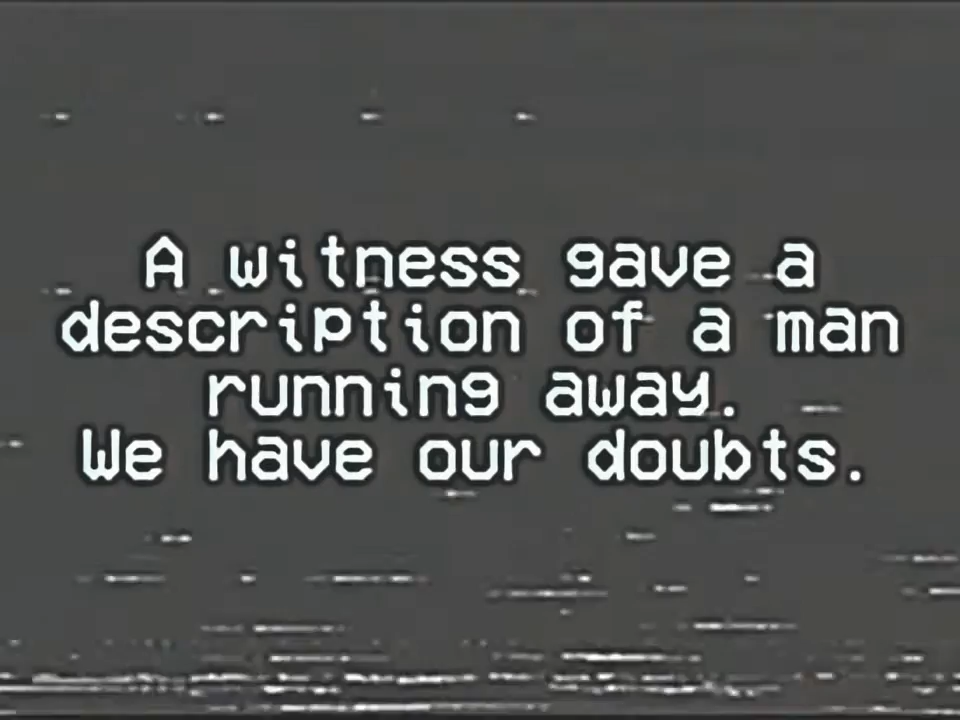 A witness gave a
description of a man
running away.
We have our doubts.